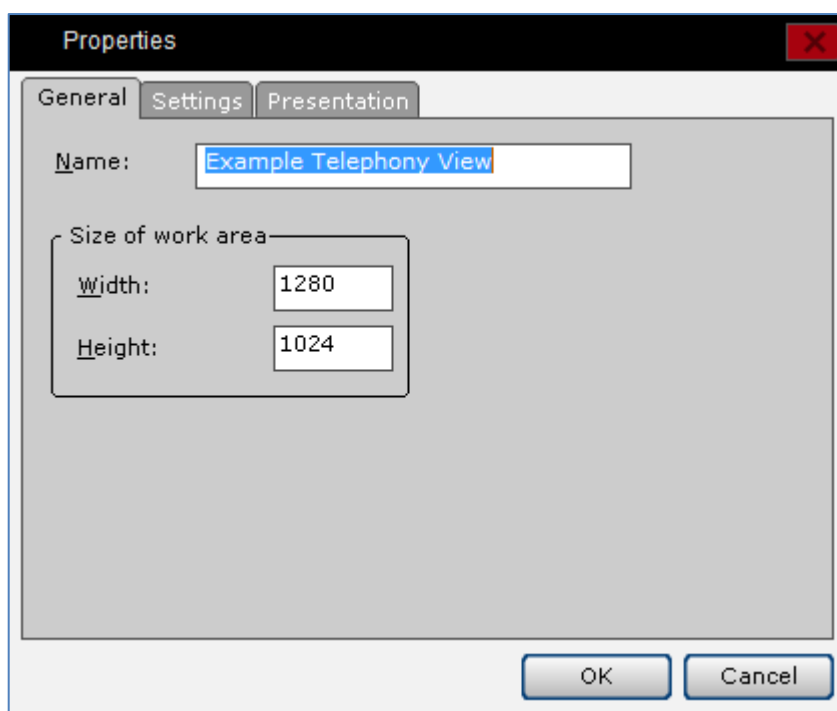 Properties
General Settings Presentation
Name: Example Telephony View
Size of work area
Width: 1280
Height: 1024
OK Cancel